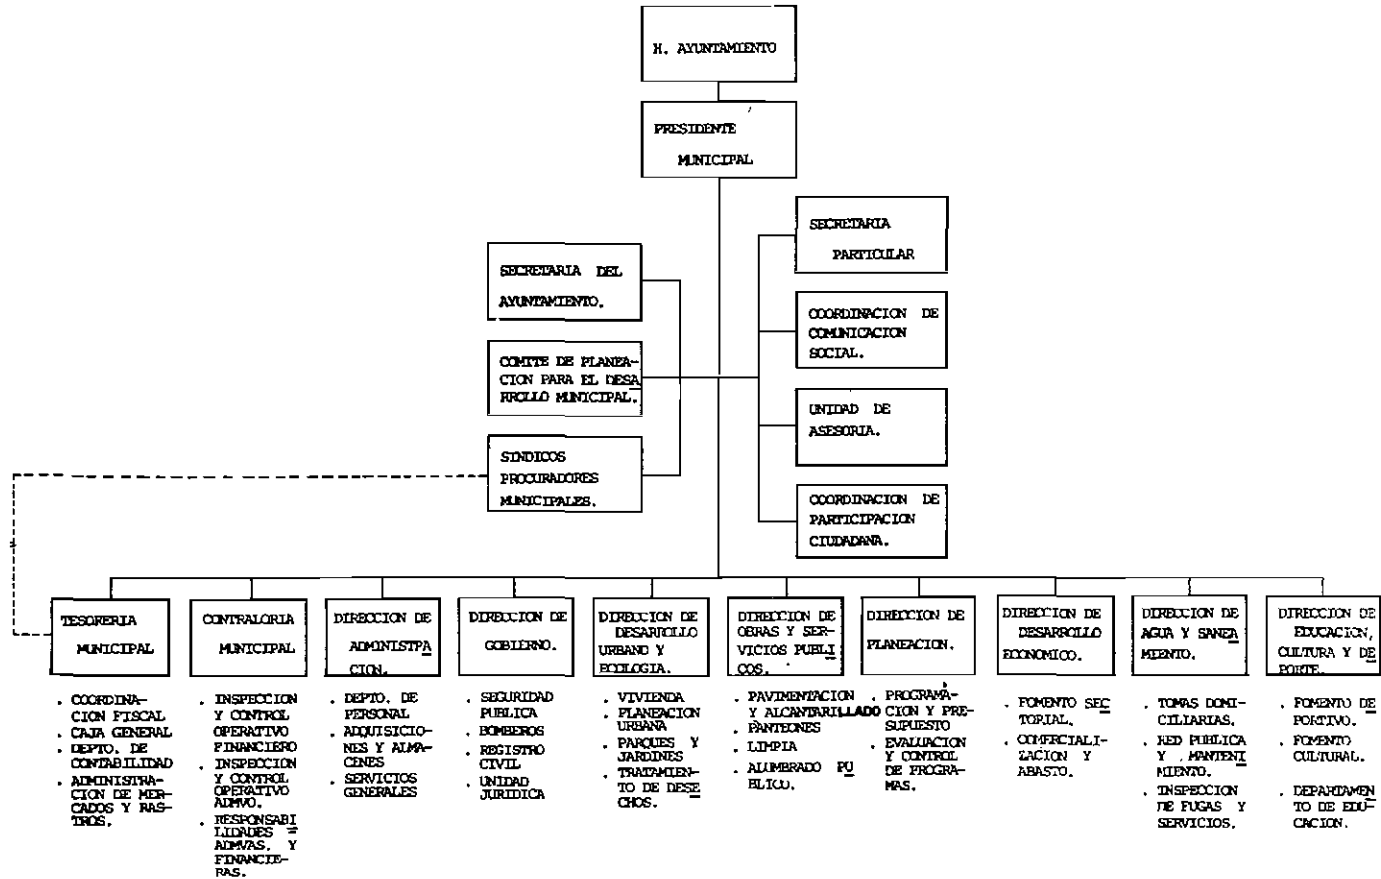 H. AYUNTAMIENTO
PRESIDENTE
MUNICIPAL
SECRETARIA
PARTICULAR
SECRETARIA DEL
AYUNTAMIENTO.
COORDINACION DE
COMUNICACION
SOCIAL.
COMITE DE PLANEA-
CION PARA EL DESA
RROLLO MUNICIPAL.
UNIDAD DE
ASESORIA.
SINDICOS
PROCURADORES
MUNICIPALES.
COORDINACION DE
PARTICIPACION
CIUDADANA.
TESORERIA
MUNICIPAL
. COORDINA-
CION FISCAL
. CAJA GENERAL
. DEPTO. DE
CONTABILIDAD
. ADMINISTRA-
CION DE MER-
CADOS Y RAS-
TROS.
CONTRALORIA
MUNICIPAL
. INSPECCION
Y CONTROL
OPERATIVO
FINANCIERO
. INSPECCION
Y CONTROL
OPERATIVO
ADMVO.
. RESPONSABI
LIDADES
ADMVAS. Y
FINANCIE-
RAS.
DIRECCION DE
ADMINISTPA
CION.
. DEPTO. DE
PERSONAL
. ADQUISICIO-
NES Y ALMA-
CENES
. SERVICIOS
GENERALES
DIRECCION DE
GOBIERNO.
. SEGURIDAD
PUBLICA
. BOMBEROS
. REGISTRO
CIVIL
. UNIDAD
JURIDICA
DIRECCION DE
DESARROLLO
URBANO Y
ECOLOGIA.
. VIVIENDA
. PLANEACION
URBANA
. PARQUES Y
JARDINES
. TRATAMIEN-
TO DE DESE
CHOS.
DIRECCION DE
OBRAS Y SER-
VICIOS PUBLI
COS.
. PAVIMENTACION
Y ALCANTARILLADO
. PANTEONES
. LIMPIA
. ALUMBRADO PU
BLICO.
DIRECCION DE
PLANEACION.
. PROGRAMA-
CION Y PRE-
SUPUESTO
. EVALUACION
Y CONTROL
DE PROGRA-
MAS.
DIRECCION DE
DESARROLLO
ECONOMICO.
. FOMENTO SEC
TORIAL.
. COMERCIALI-
ZACION Y
ABASTO.
DIRECCION DE
AGUA Y SANEA
MIENTO.
. TOMAS DOMI-
CILIARIAS.
. RED PUBLICA
Y MANTENI
MIENTO.
. INSPECCION
DE FUGAS Y
SERVICIOS.
DIRECCION DE
EDUCACION,
CULTURA Y DE
PORTE.
. FOMENTO DE
PORTIVO.
. FOMENTO
CULTURAL.
. DEPARTAMEN
TO DE EDU-
CACION.